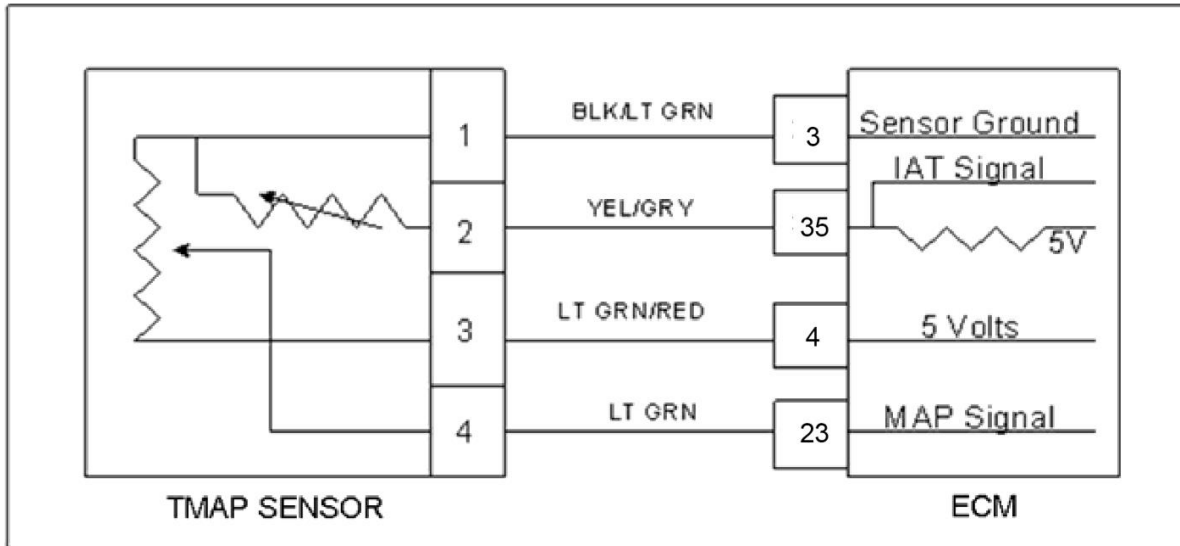 1 BLK/LT GRN 3 Sensor Ground
IAT Signal
2 YEL/GRY 35 5V
3 LT GRN/RED 4 5 Volts
4 LT GRN 23 MAP Signal
TMAP SENSOR ECM